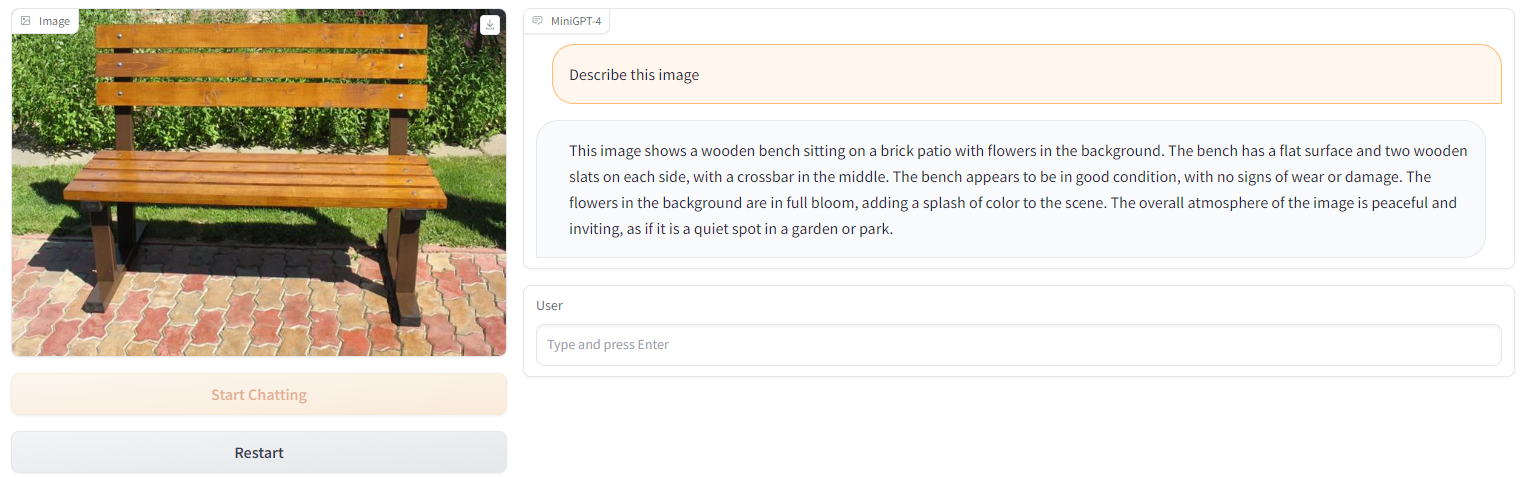 Image
Start Chatting
Restart
MiniGPT-4
Describe this image
This image shows a wooden bench sitting on a brick patio with flowers in the background. The bench has a flat surface and two wooden
slats on each side, with a crossbar in the middle. The bench appears to be in good condition, with no signs of wear or damage. The
flowers in the background are in full bloom, adding a splash of color to the scene. The overall atmosphere of the image is peaceful and
inviting, as if it is a quiet spot in a garden or park.
User
Type and press Enter